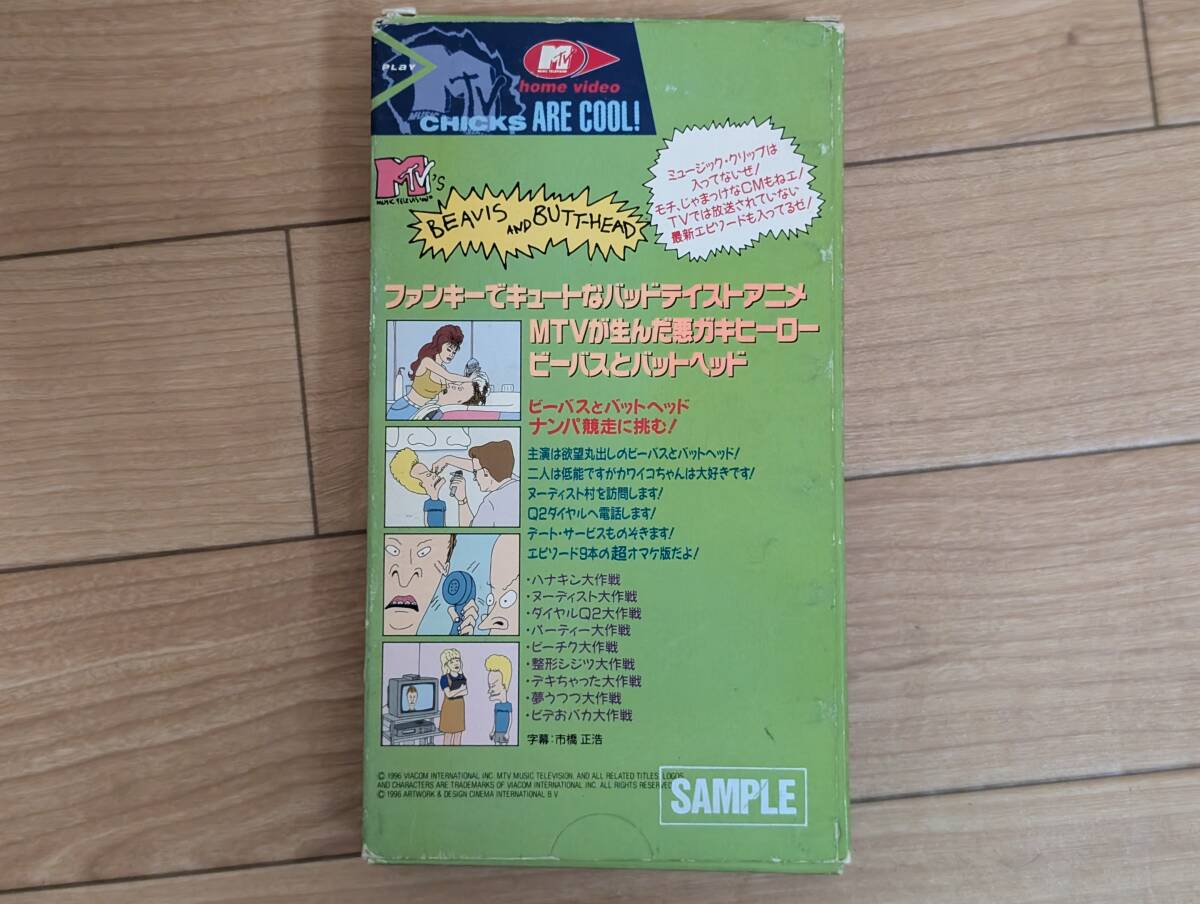 PLAY
MTV
MTV
MUSIC TELEVISION
home video
CHICKS ARE COOL!
MTV'S
MUSIC TELEVISION
BEAVIS AND BUTT-HEAD
ミュージック・クリップは
入ってないぜ!
モチ、じゃまっけなCMもねエ!
TVでは放送されていない
最新エピソードも入ってるぜ!
ファンキーでキュートなバッドテイストアニメ
MTVが生んだ悪ガキヒーロー
ビーバスとバットヘッド
ビーバスとバットヘッド
ナンパ競走に挑む!
主演は欲望丸出しのビーバスとバットヘッド!
二人は低能ですがカワイコちゃんは大好きです!
ヌーディスト村を訪問します!
Q2ダイヤルへ電話します!
デート・サービスものぞきます!
エピソード9本の超オマケ版だよ!
・ハナキン大作戦
・ヌーディスト大作戦
・ダイヤルQ2大作戦
・パーティー大作戦
・ビーチク大作戦
・整形シジツ大作戦
・デキちゃった大作戦
・夢うつつ大作戦
・ビデおバカ大作戦
字幕:市橋 正浩
© 1996 VIACOM INTERNATIONAL INC. MTV MUSIC TELEVISION. AND ALL RELATED TITLES. LOGOS
AND CHARACTERS ARE TRADEMARKS OF VIACOM INTERNATIONAL INC. ALL RIGHTS RESERVED
© 1996 ARTWORK & DESIGN CINEMA INTERNATIONAL B V
SAMPLE